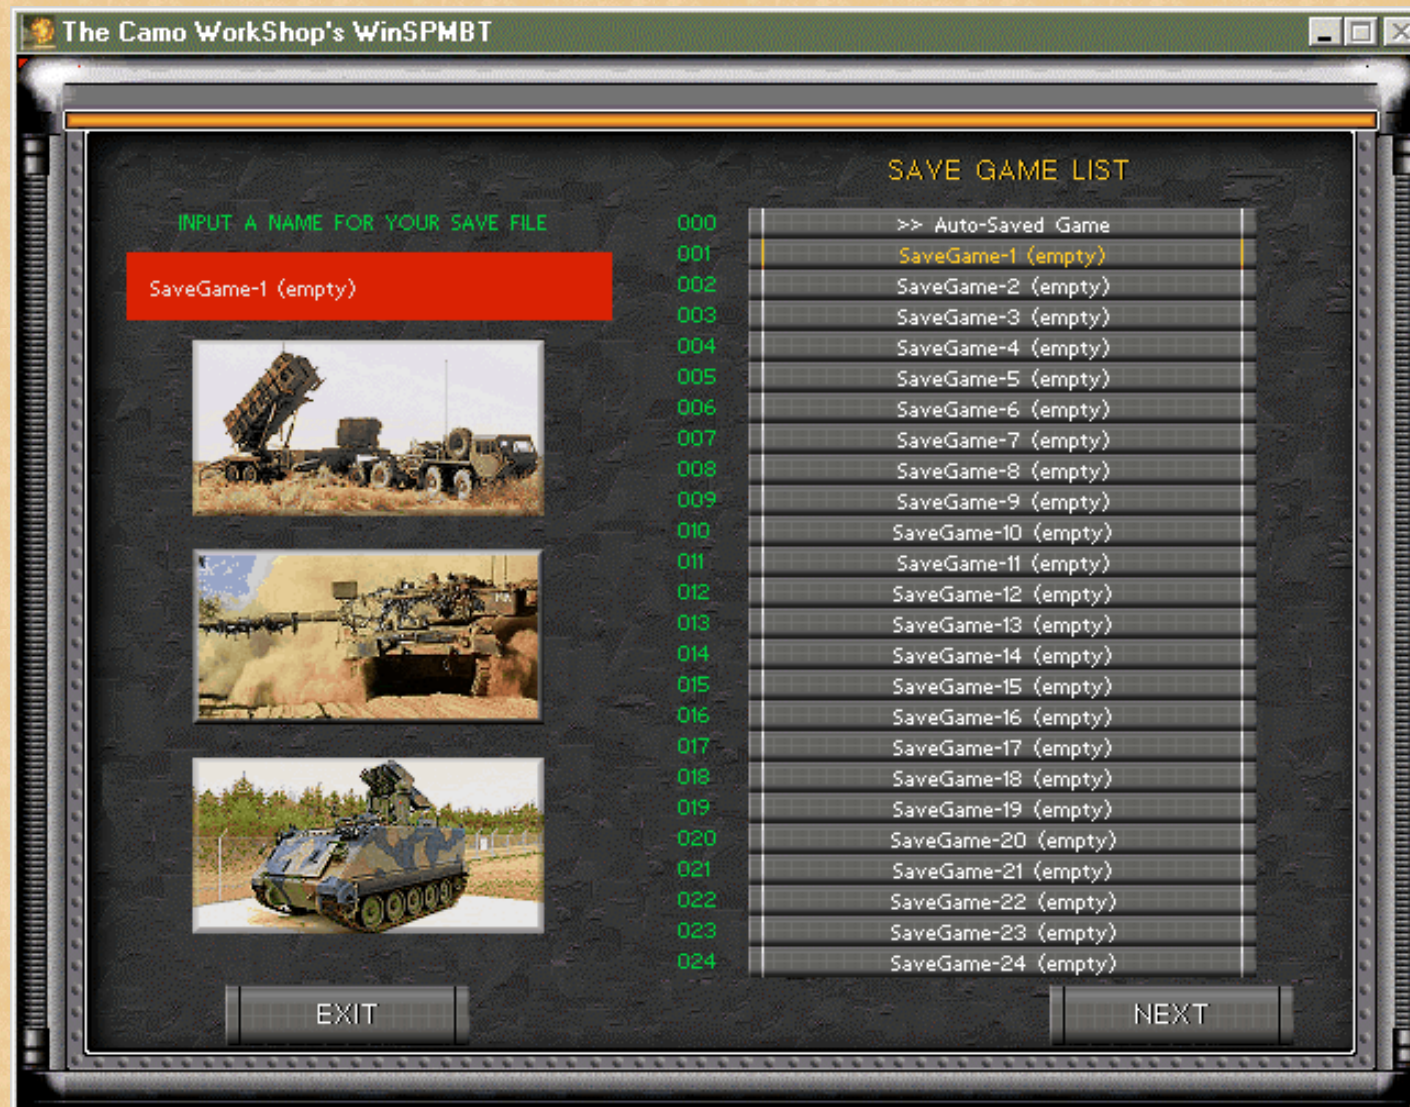 The Camo WorkShop's WinSPMBT
SAVE GAME LIST
INPUT A NAME FOR YOUR SAVE FILE
SaveGame-1 (empty)
000 >> Auto-Saved Game
001 SaveGame-1 (empty)
002 SaveGame-2 (empty)
003 SaveGame-3 (empty)
004 SaveGame-4 (empty)
005 SaveGame-5 (empty)
006 SaveGame-6 (empty)
007 SaveGame-7 (empty)
008 SaveGame-8 (empty)
009 SaveGame-9 (empty)
010 SaveGame-10 (empty)
011 SaveGame-11 (empty)
012 SaveGame-12 (empty)
013 SaveGame-13 (empty)
014 SaveGame-14 (empty)
015 SaveGame-15 (empty)
016 SaveGame-16 (empty)
017 SaveGame-17 (empty)
018 SaveGame-18 (empty)
019 SaveGame-19 (empty)
020 SaveGame-20 (empty)
021 SaveGame-21 (empty)
022 SaveGame-22 (empty)
023 SaveGame-23 (empty)
024 SaveGame-24 (empty)
EXIT
NEXT